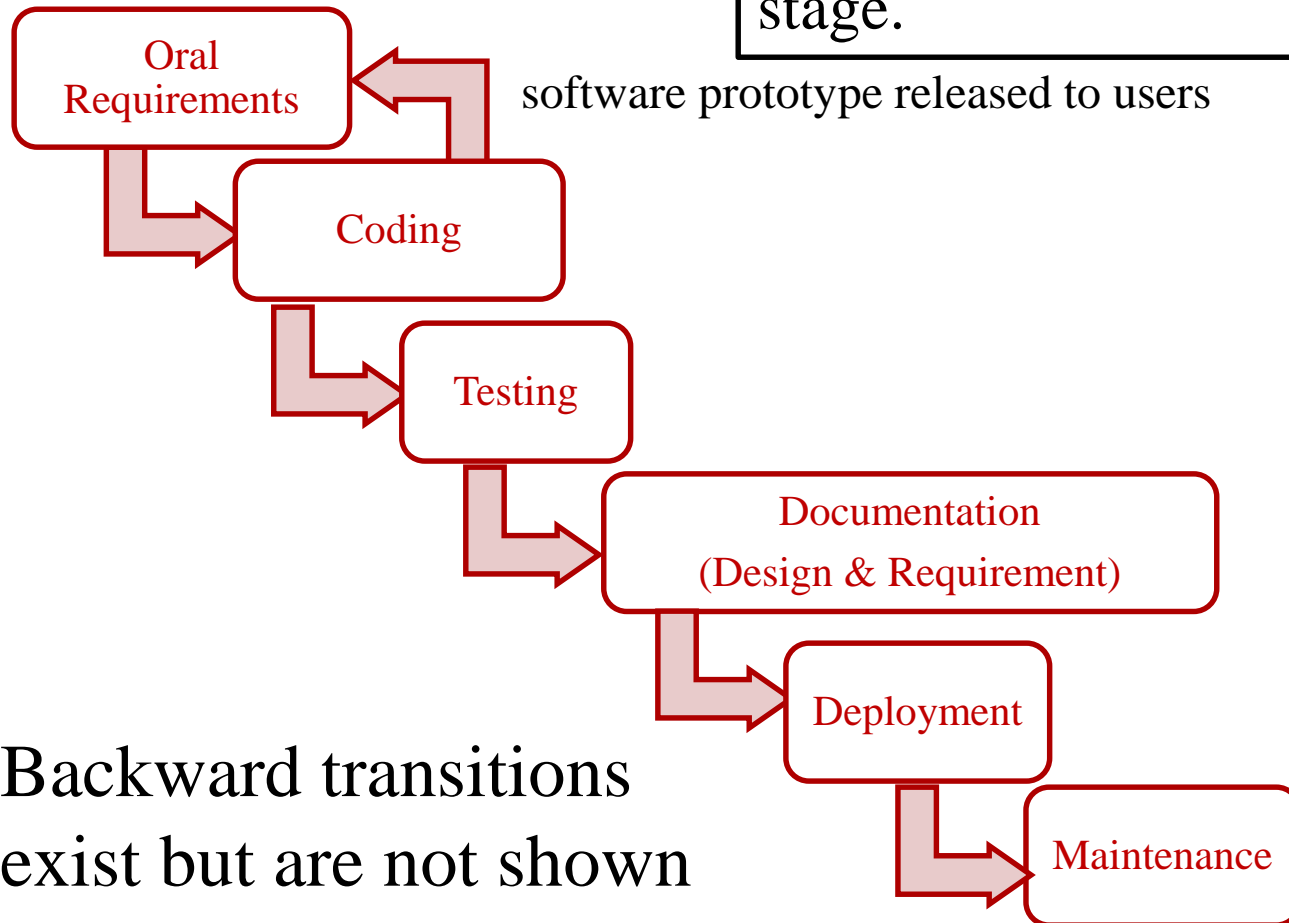 stage.
Oral
Requirements
software prototype released to users
Coding
Testing
Documentation
(Design & Requirement)
Deployment
Backward transitions
exist but are not shown
Maintenance